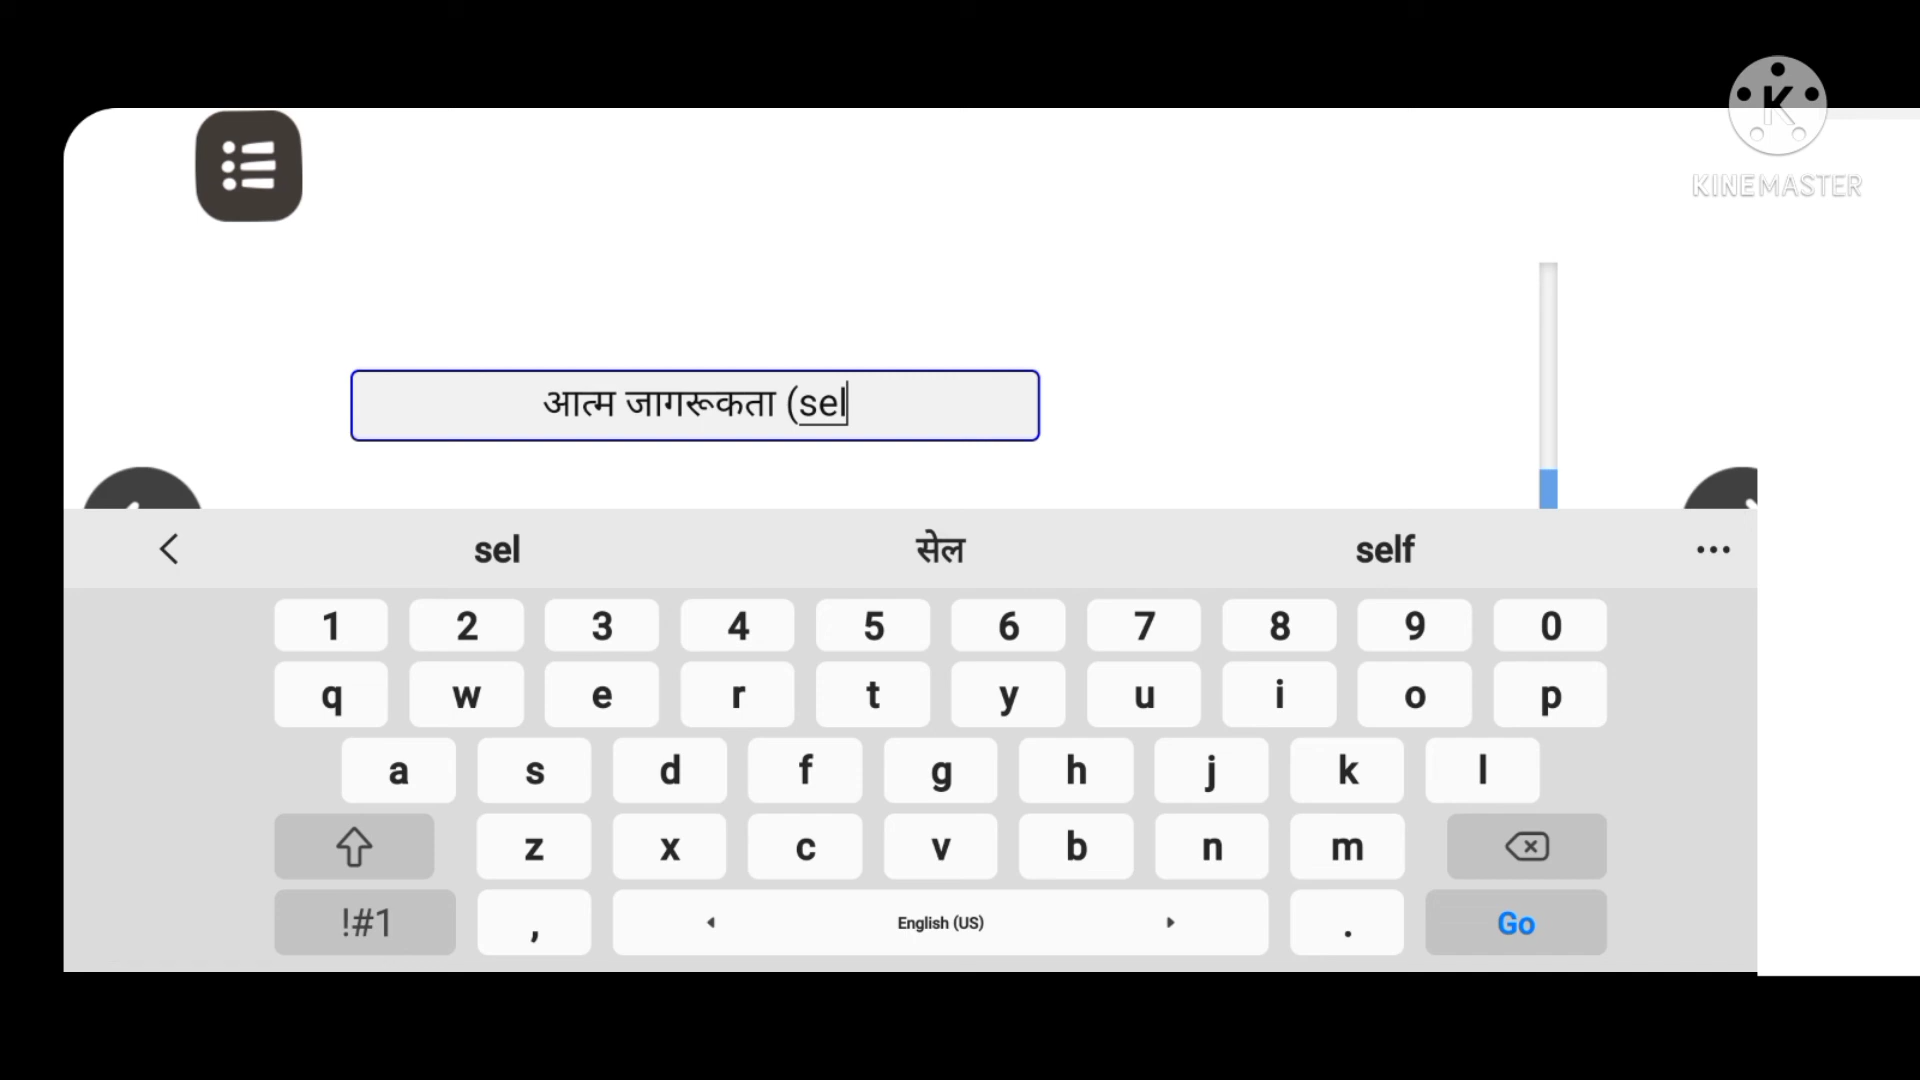 K
KINEMASTER
आत्म जागरूकता (sel
sel सेल self
1 2 3 4 5 6 7 8 9 0
q w e r t y u i o p
a s d f g h j k l
z x c v b n m
!#1 , English (US) . Go